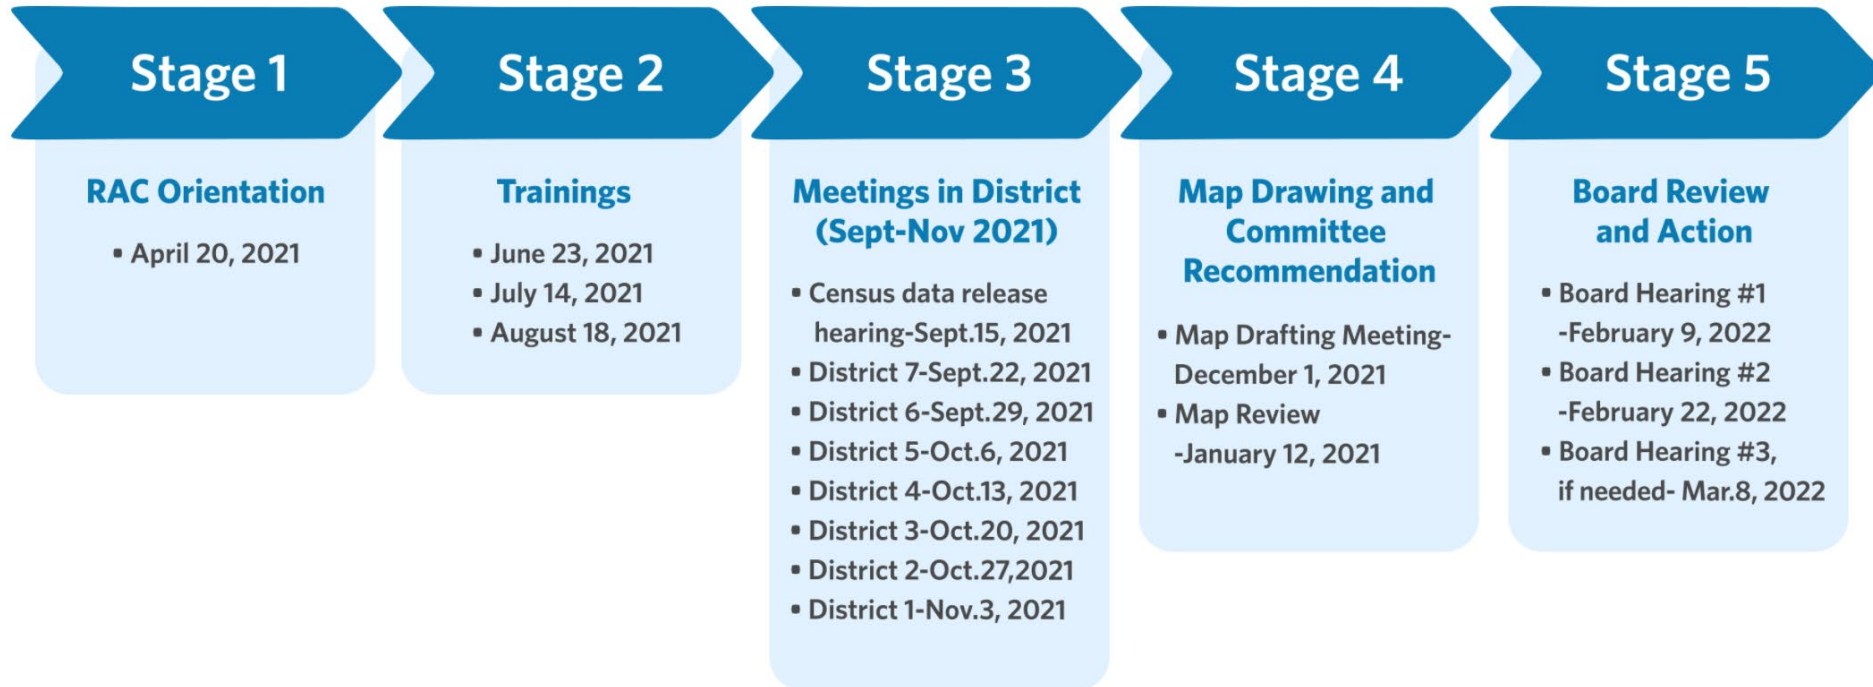 Stage 1
RAC Orientation
▪ April 20, 2021
Stage 2
Trainings
▪ June 23, 2021
▪ July 14, 2021
▪ August 18, 2021
Stage 3
Meetings in District
(Sept-Nov 2021)
▪ Census data release
hearing-Sept.15, 2021
▪ District 7-Sept.22, 2021
▪ District 6-Sept.29, 2021
▪ District 5-Oct.6, 2021
▪ District 4-Oct.13, 2021
▪ District 3-Oct.20, 2021
▪ District 2-Oct.27,2021
▪ District 1-Nov.3, 2021
Stage 4
Map Drawing and
Committee
Recommendation
▪ Map Drafting Meeting-
December 1, 2021
▪ Map Review
-January 12, 2021
Stage 5
Board Review
and Action
▪ Board Hearing #1
-February 9, 2022
▪ Board Hearing #2
-February 22, 2022
▪ Board Hearing #3,
if needed- Mar.8, 2022